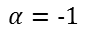 α = -1